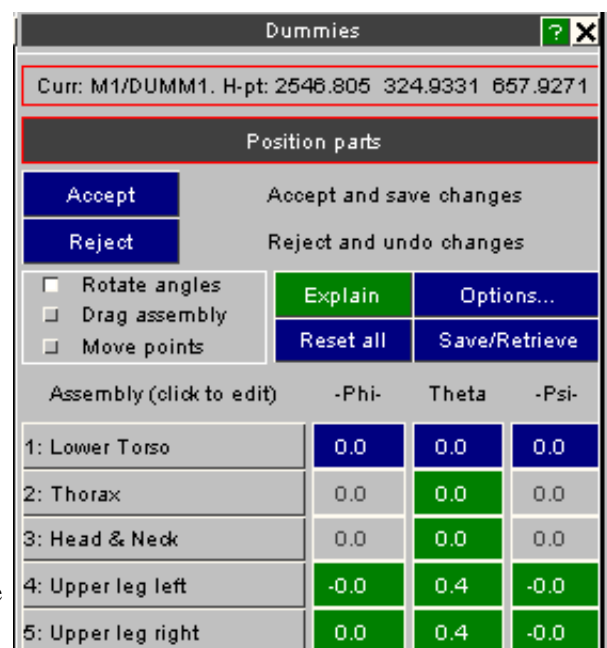 Dummies ? X
Curr: M1/DUMM1. H-pt: 2546.805 324.9331 657.9271
Position parts
Accept Accept and save changes
Reject Reject and undo changes
Rotate angles
Drag assembly
Move points
Explain Options...
Reset all Save/Retrieve
Assembly (click to edit) -Phi- Theta -Psi-
1: Lower Torso 0.0 0.0 0.0
2: Thorax 0.0 0.0 0.0
3: Head & Neck 0.0 0.0 0.0
4: Upper leg left -0.0 0.4 -0.0
5: Upper leg right 0.0 0.4 -0.0